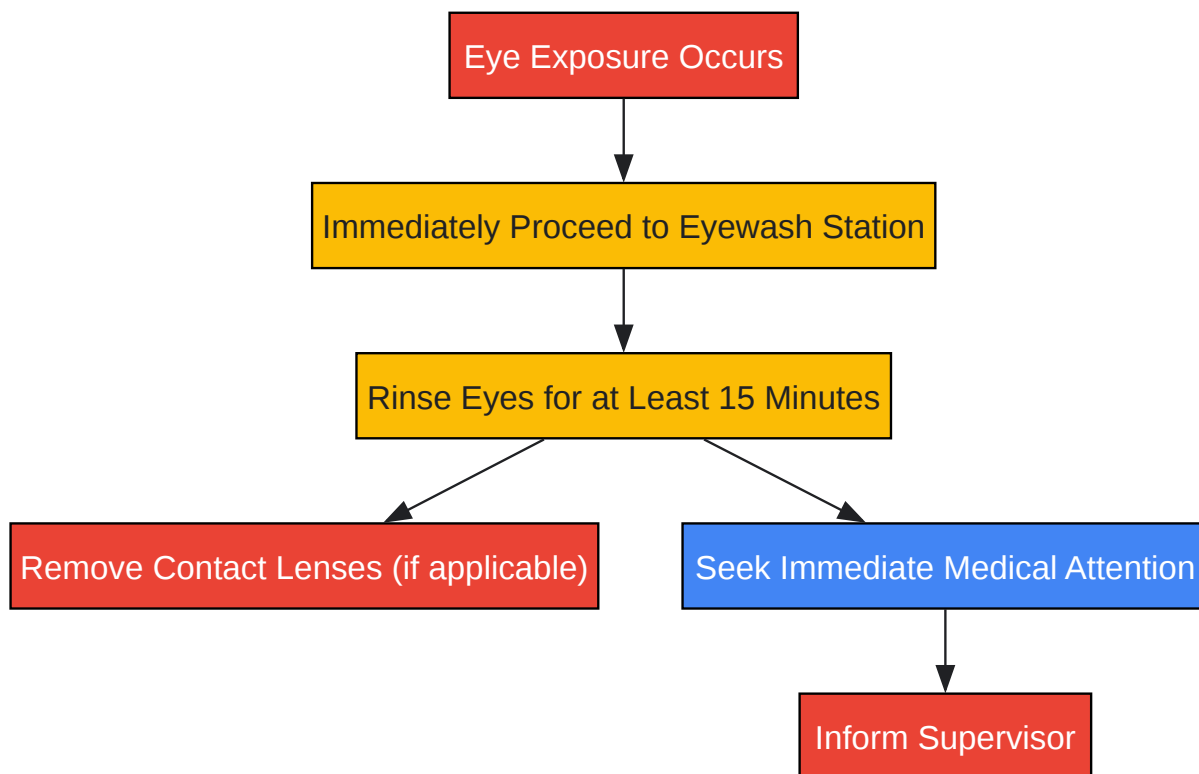 Eye Exposure Occurs
Immediately Proceed to Eyewash Station
Rinse Eyes for at Least 15 Minutes
Remove Contact Lenses (if applicable)
Seek Immediate Medical Attention
Inform Supervisor